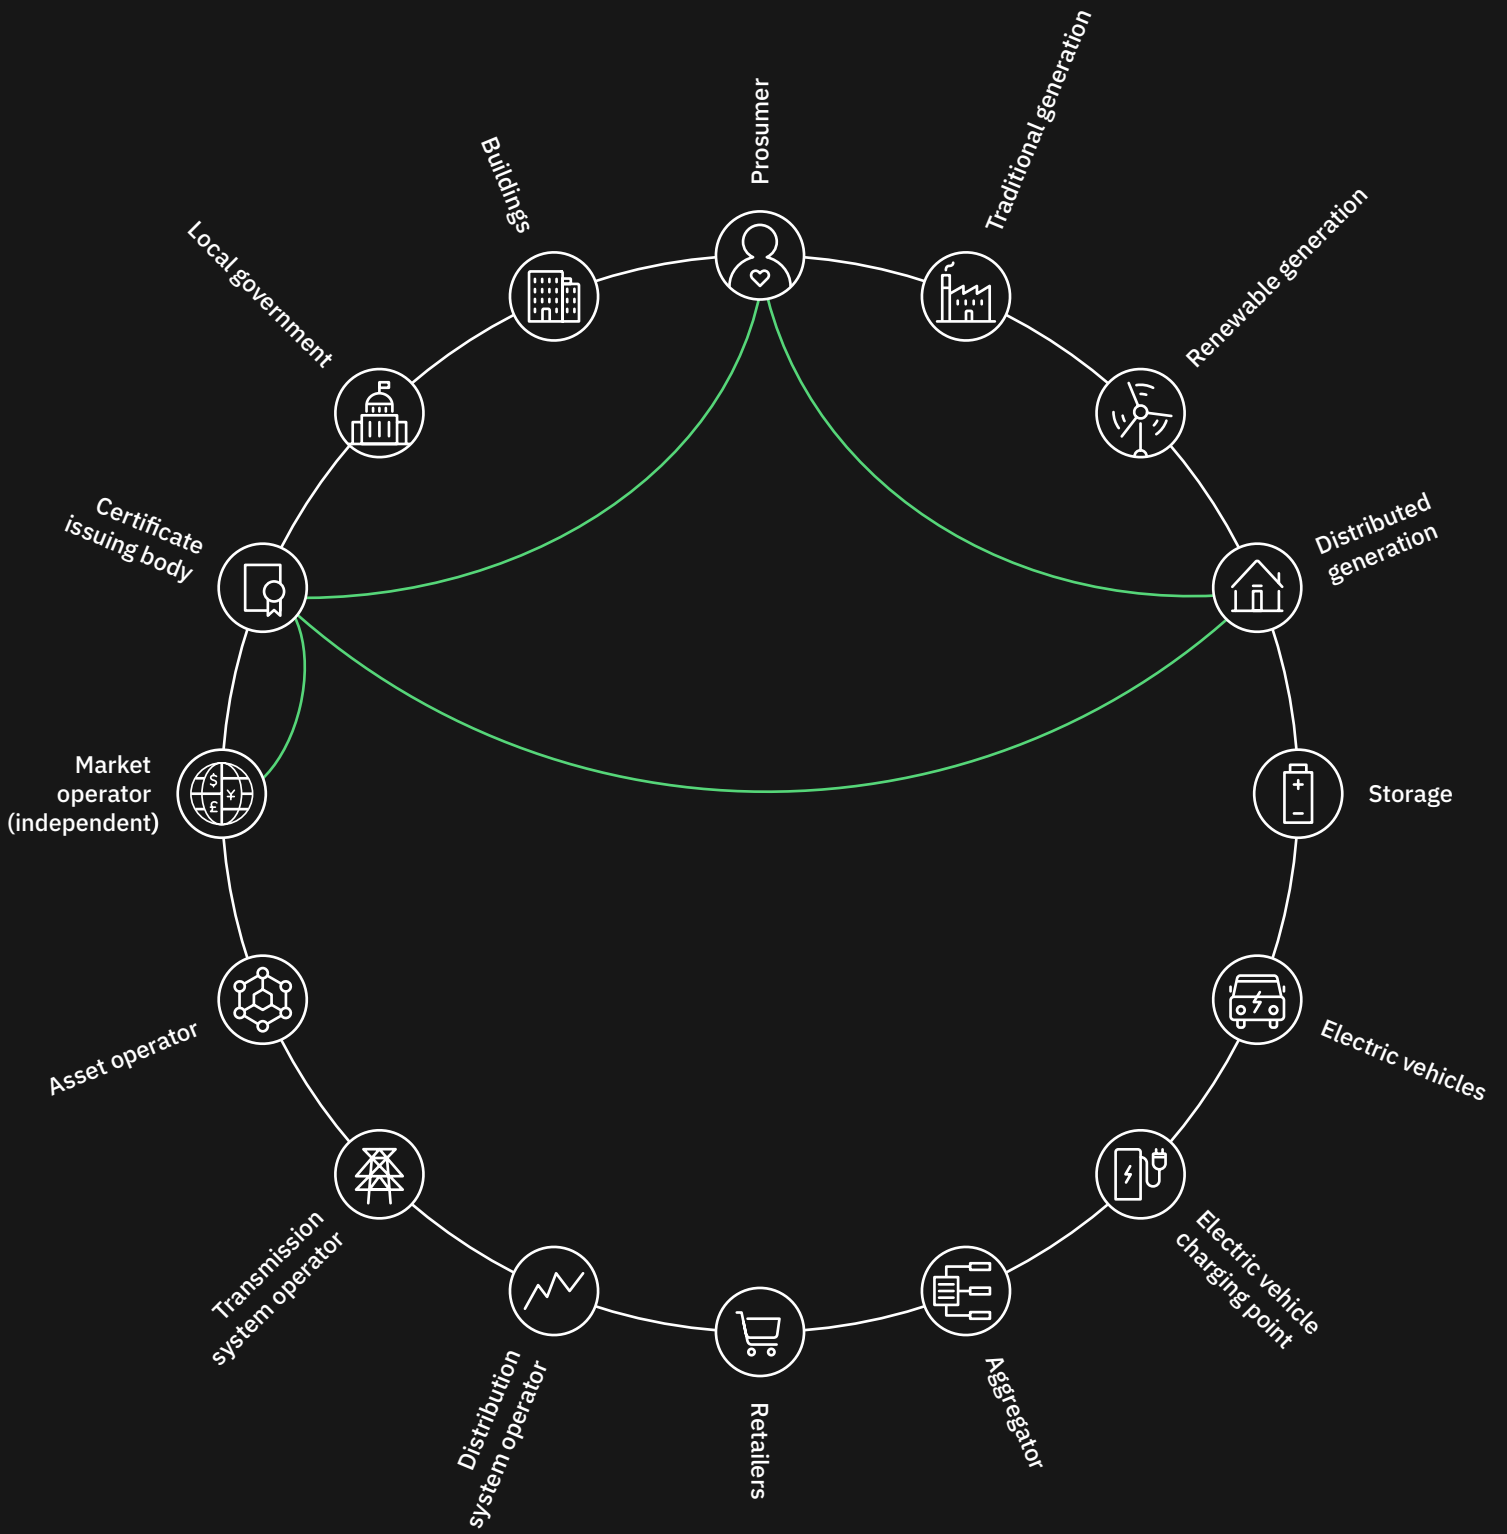 Prosumer
Traditional generation
Renewable generation
Distributed
generation
Storage
Electric vehicles
Electric vehicle
charging point
Aggregator
Retailers
Distribution
system operator
Transmission
system operator
Asset operator
Market
operator
(independent)
$
¥
£
Certificate
issuing body
Local government
Buildings